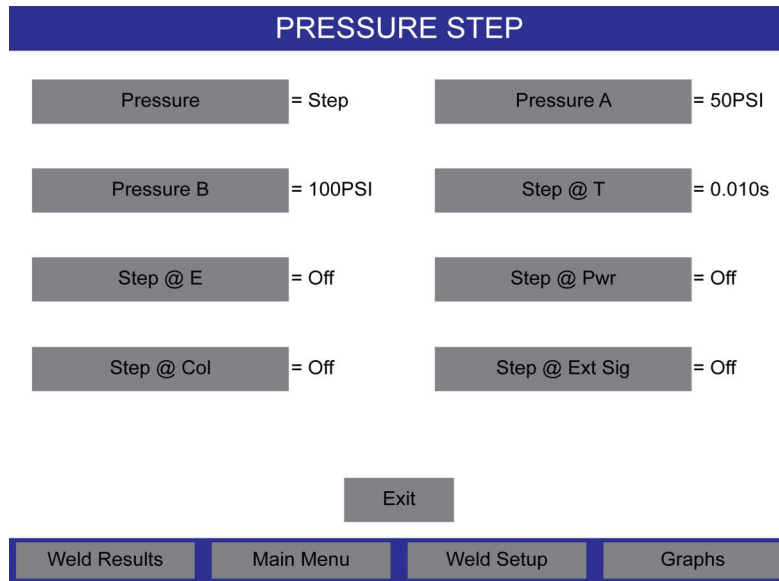 PRESSURE STEP
Pressure = Step
Pressure A = 50PSI
Pressure B = 100PSI
Step @ T = 0.010s
Step @ E = Off
Step @ Pwr = Off
Step @ Col = Off
Step @ Ext Sig = Off
Exit
Weld Results
Main Menu
Weld Setup
Graphs